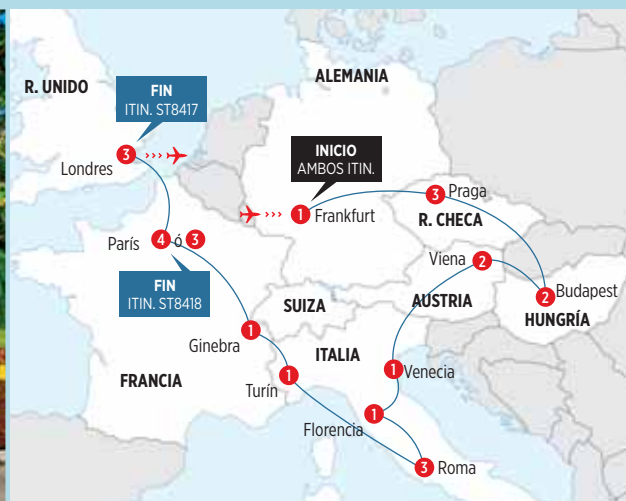 ALEMANIA
R. UNIDO
FIN
ITIN. ST8417
INICIO
AMBOS ITIN.
Londres
3
1
Frankfurt
3
Praga
R. CHECA
París
4 ó 3
Viena
2
FIN
ITIN. ST8418
SUIZA
AUSTRIA
2
Budapest
HUNGRÍA
Ginebra
1
ITALIA
1
Venecia
FRANCIA
Turín
1
1
Florencia
3
Roma